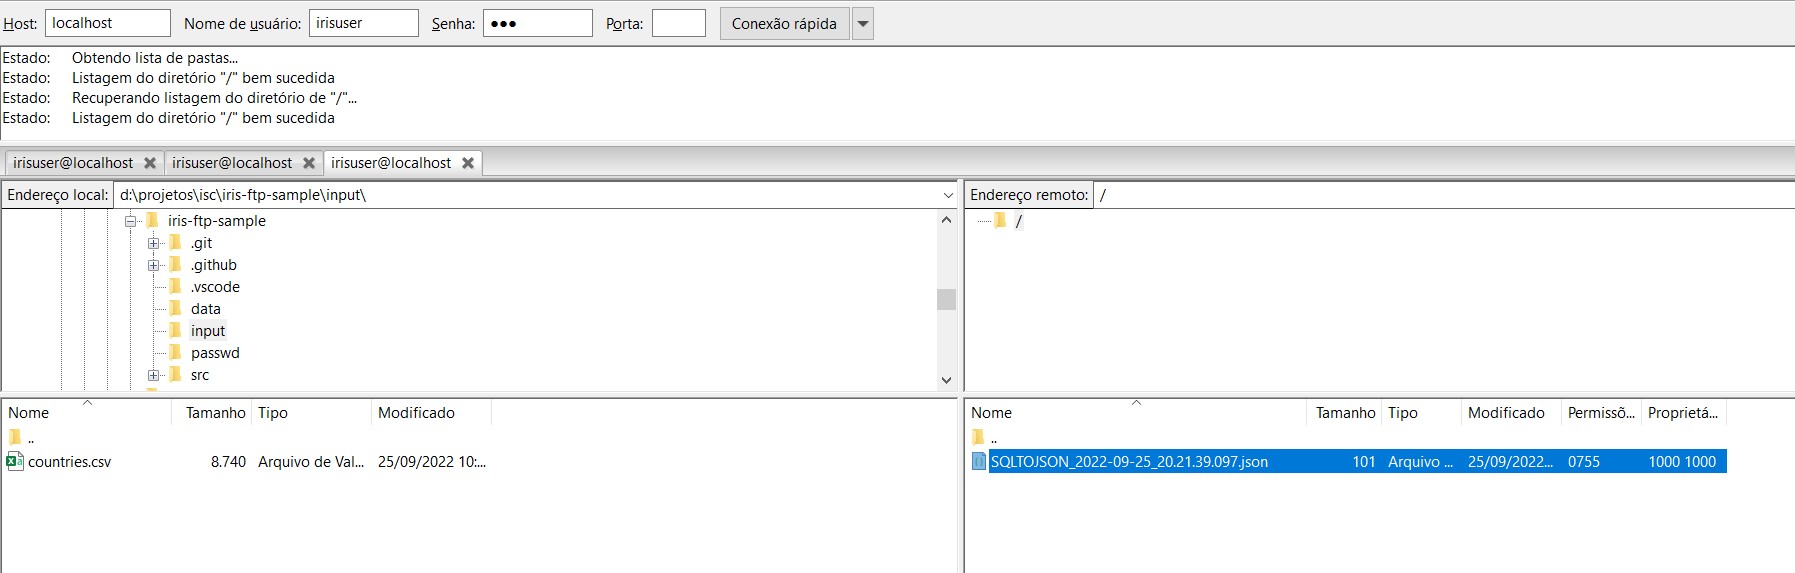 Host: localhost Nome de usuário: irisuser Senha: ●●● Porta: Conexão rápida
Estado: Obtendo lista de pastas...
Estado: Listagem do diretório "/" bem sucedida
Estado: Recuperando listagem do diretório de "/"...
Estado: Listagem do diretório "/" bem sucedida
irisuser@localhost irisuser@localhost irisuser@localhost
Endereço local: d:\projetos\isc\iris-ftp-sample\input\
iris-ftp-sample
.git
.github
.vscode
data
input
passwd
src
Nome Tamanho Tipo Modificado
..
countries.csv 8.740 Arquivo de Val... 25/09/2022 10:...
Endereço remoto: /
/
Nome Tamanho Tipo Modificado Permissõ... Proprietá...
..
SQLTOJSON_2022-09-25_20.21.39.097.json 101 Arquivo ... 25/09/2022... 0755 1000 1000